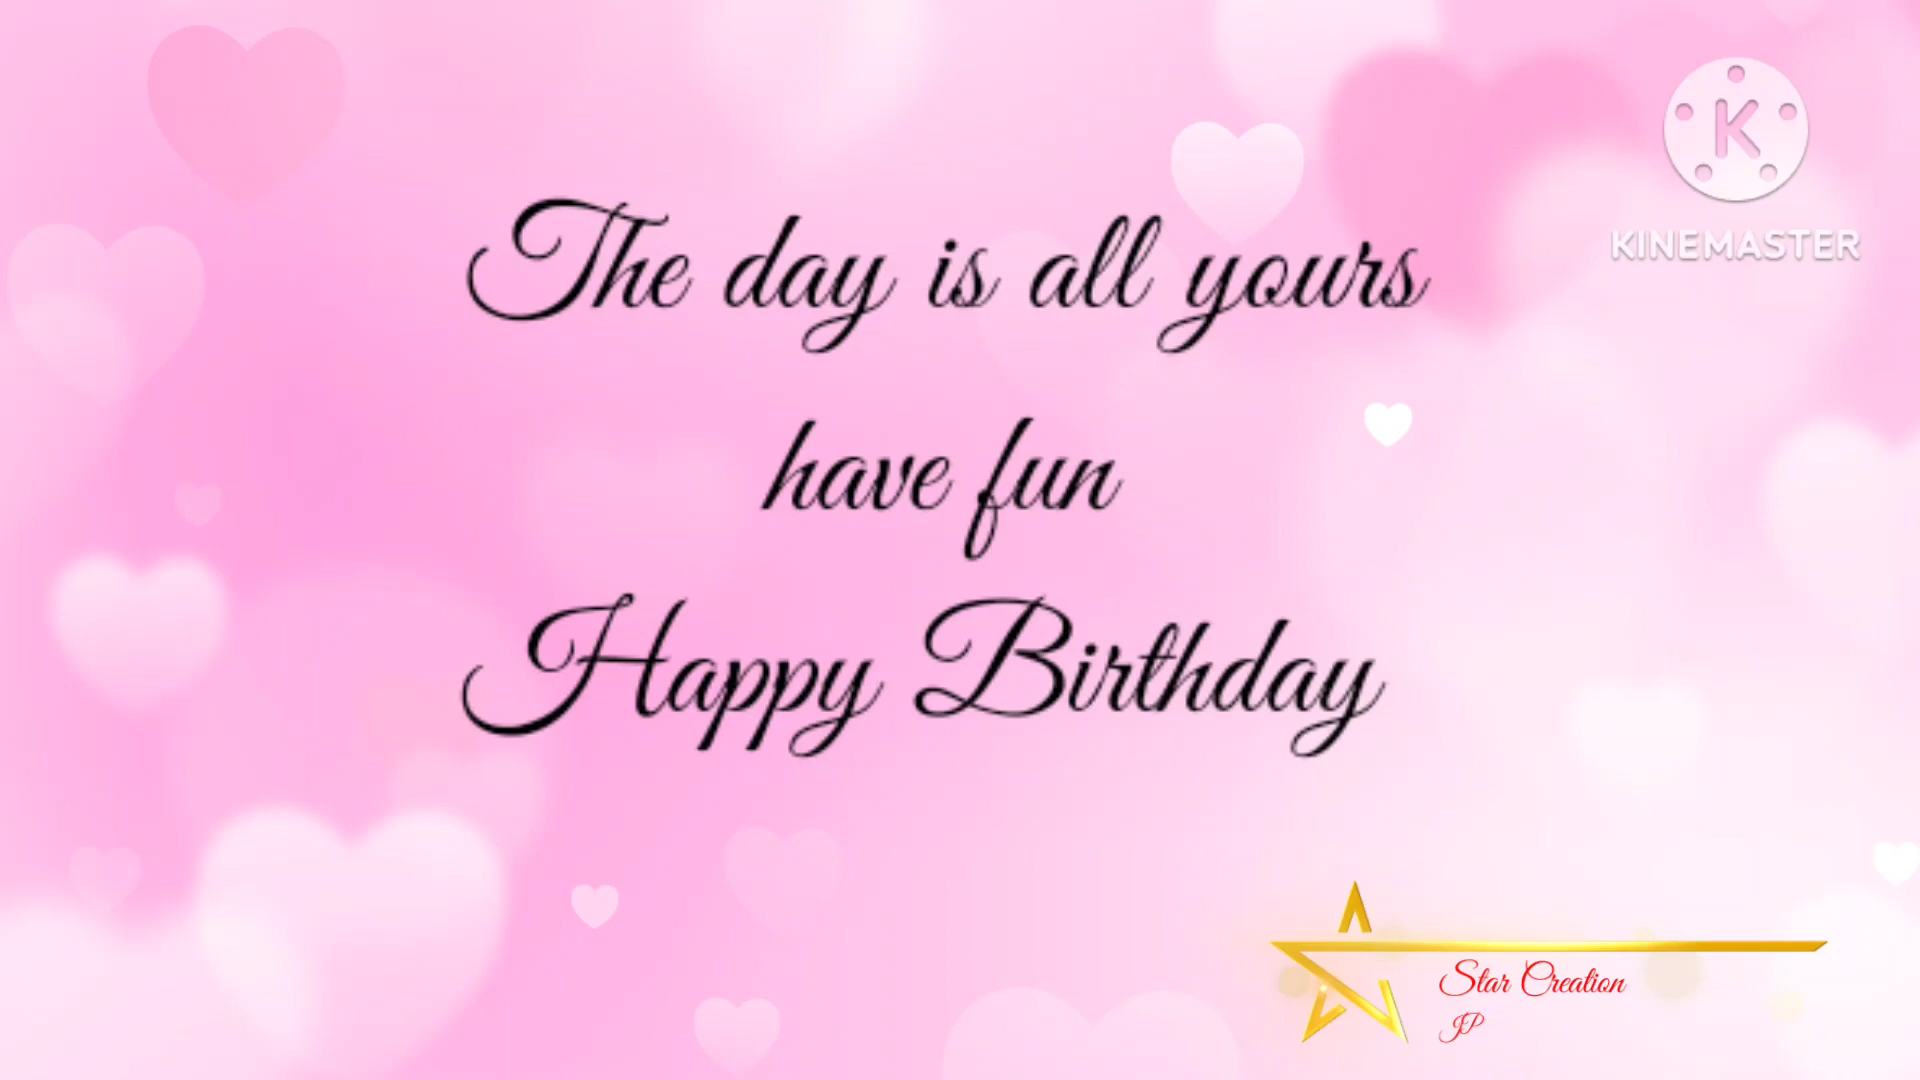 The day is all yours
have fun
Happy Birthday
K
KINEMASTER
Star Creation
JP